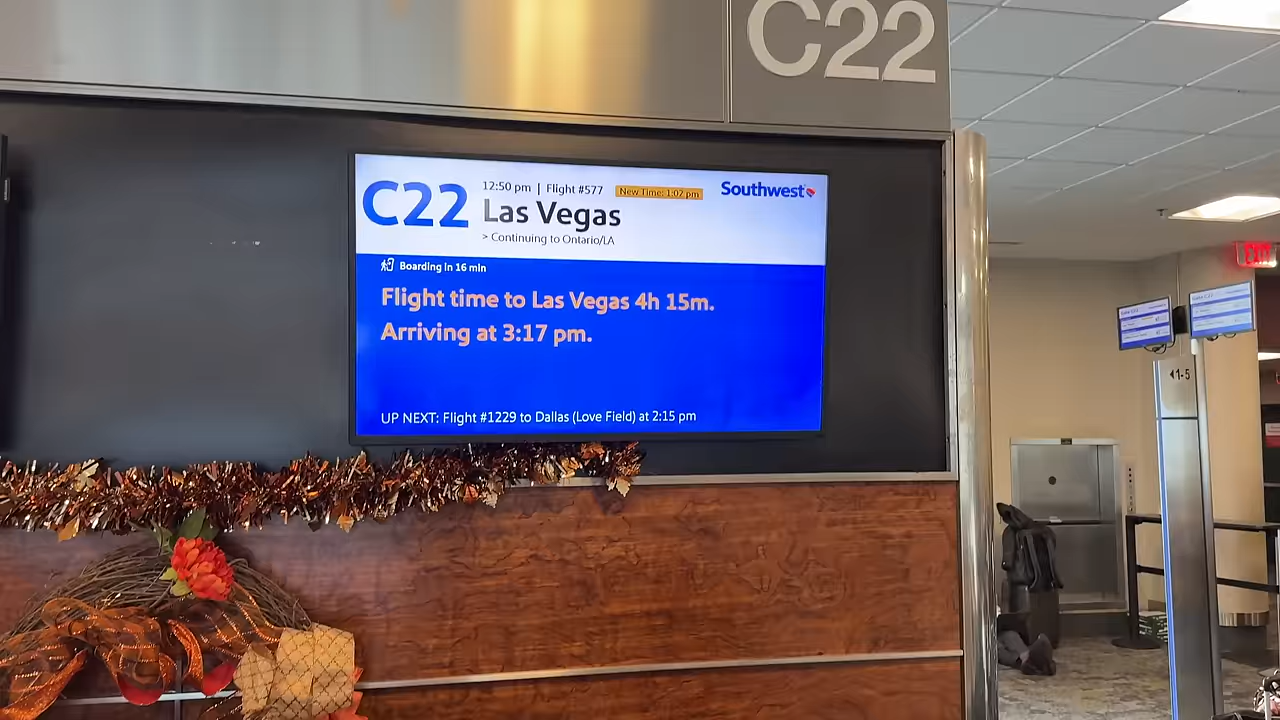 C22
C22
12:50 pm | Flight #577
New Time: 1:02 pm
Southwest
Las Vegas
> Continuing to Ontario/LA
Boarding in 16 min
Flight time to Las Vegas 4h 15m.
Arriving at 3:17 pm.
UP NEXT: Flight #1229 to Dallas (Love Field) at 2:15 pm
EXIT
1-5